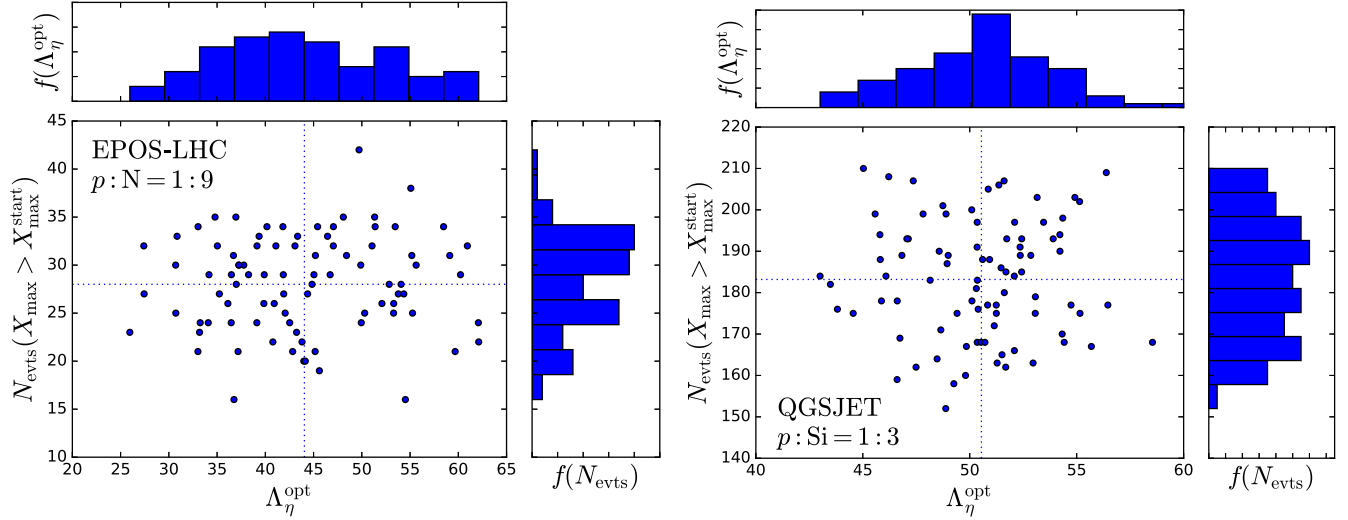 f(Λ_η^opt)
45
40
35
30
25
20
15
10
N_evts(X_max > X_max^start)
EPOS-LHC
p : N = 1 : 9
20 25 30 35 40 45 50 55 60 65
Λ_η^opt
f(N_evts)
f(Λ_η^opt)
220
210
200
190
180
170
160
150
140
N_evts(X_max > X_max^start)
QGSJET
p : Si = 1 : 3
40 45 50 55 60
Λ_η^opt
f(N_evts)